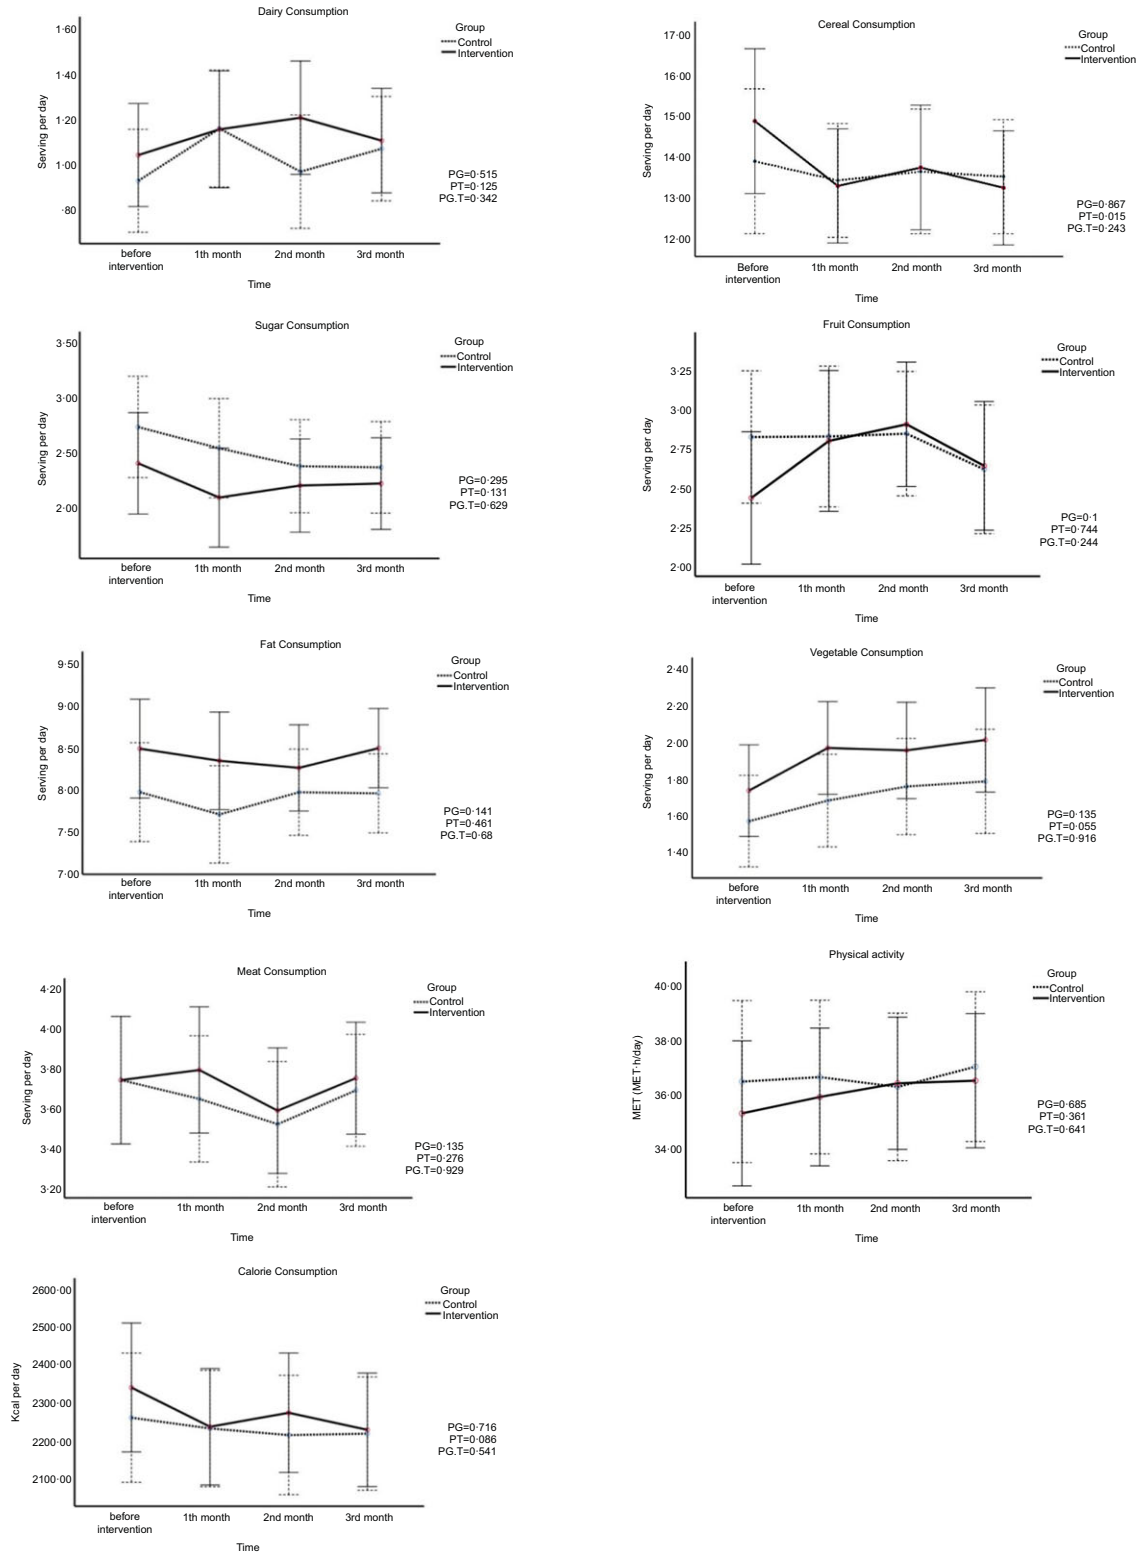 Dairy Consumption
Group
Control
Intervention
1·60
1·40
1·20
1·00
·80
Serving per day
PG=0·515
PT=0·125
PG.T=0·342
before
intervention
1th month
2nd month
3rd month
Time
Cereal Consumption
Group
Control
Intervention
17·00
16·00
15·00
14·00
13·00
12·00
Serving per day
PG=0·867
PT=0·015
PG.T=0·243
Before
intervention
1th month
2nd month
3rd month
Time
Sugar Consumption
Group
Control
Intervention
3·50
3·00
2·50
2·00
Serving per day
PG=0·295
PT=0·131
PG.T=0·629
before
intervention
1th month
2nd month
3rd month
Time
Fruit Consumption
Group
Control
Intervention
3·25
3·00
2·75
2·50
2·25
2·00
Serving per day
PG=0·1
PT=0·744
PG.T=0·244
before
intervention
1th month
2nd month
3rd month
Time
Fat Consumption
Group
Control
Intervention
9·50
9·00
8·50
8·00
7·50
7·00
Serving per day
PG=0·141
PT=0·461
PG.T=0·68
before
intervention
1th month
2nd month
3rd month
Time
Vegetable Consumption
Group
Control
Intervention
2·40
2·20
2·00
1·80
1·60
1·40
Serving per day
PG=0·135
PT=0·055
PG.T=0·916
before
intervention
1th month
2nd month
3rd month
Time
Meat Consumption
Group
Control
Intervention
4·20
4·00
3·80
3·60
3·40
3·20
Serving per day
PG=0·135
PT=0·276
PG.T=0·929
before
intervention
1th month
2nd month
3rd month
Time
Physical activity
Group
Control
Intervention
40·00
38·00
36·00
34·00
MET (MET·h/day)
PG=0·685
PT=0·361
PG.T=0·641
before
intervention
1th month
2nd month
3rd month
Time
Calorie Consumption
Group
Control
Intervention
2600·00
2500·00
2400·00
2300·00
2200·00
2100·00
Kcal per day
PG=0·716
PT=0·086
PG.T=0·541
before
intervention
1th month
2nd month
3rd month
Time